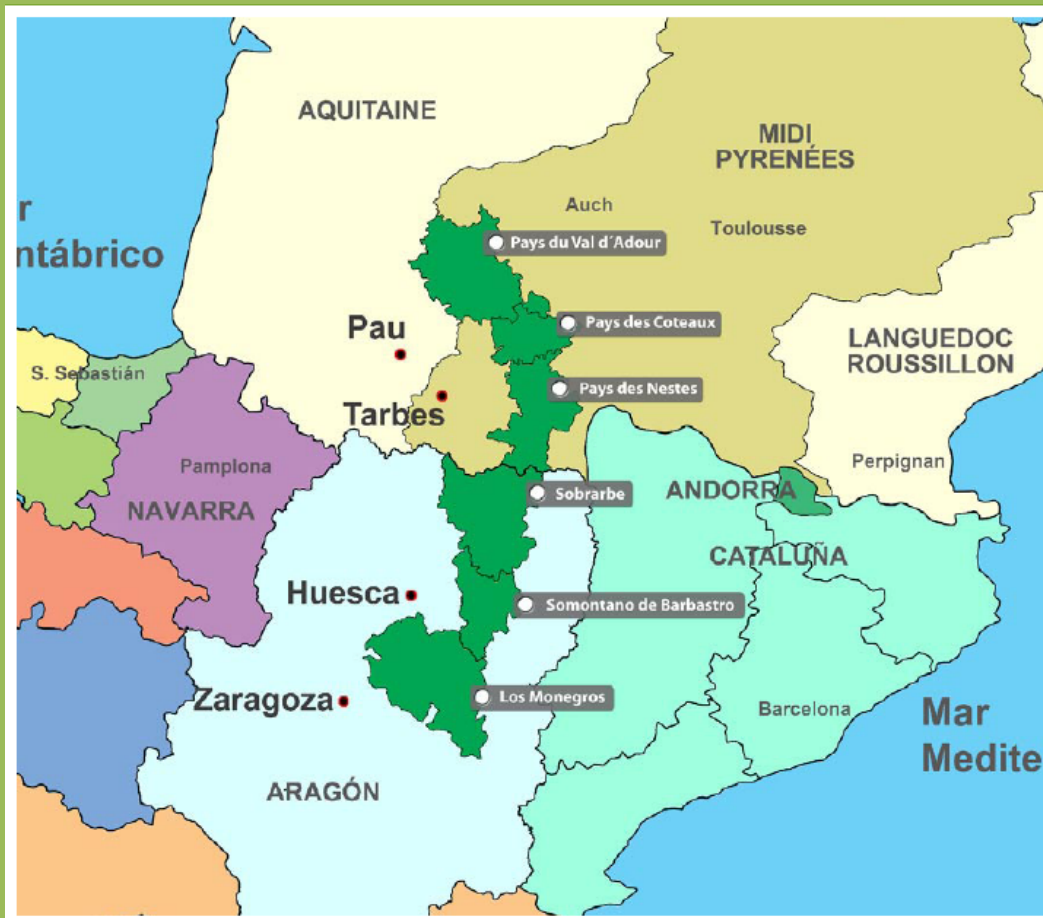 AQUITAINE
MIDI
PYRENÉES
Auch
Toulousse
r
ntábrico
Pays du Val d´Adour
Pau
Pays des Coteaux
LANGUEDOC
ROUSSILLON
S. Sebastián
Tarbes
Pays des Nestes
Pamplona
NAVARRA
Perpignan
Sobrarbe
ANDORRA
CATALUÑA
Huesca
Somontano de Barbastro
Zaragoza
Los Monegros
Barcelona
Mar
Medite
ARAGÓN